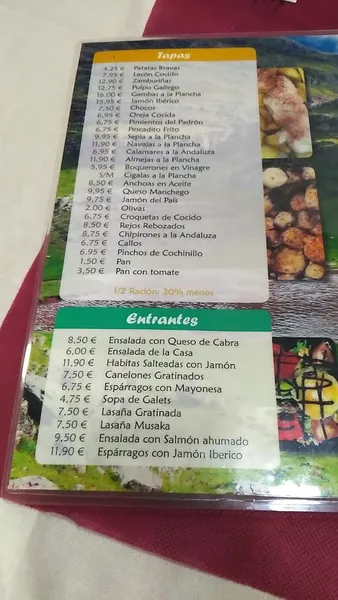 Tapas
4.25 € Patatas Bravas
7,95 € Lacón Cocido
12,90 € Zamburiñas
12,75 € Pulpo Gallego
16,00 € Gambas a la Plancha
15,95 € Jamón Ibérico
7,50 € Chocos
6,95 € Oreja Cocida
6,75 € Pimientos del Padrón
6,75 € Pescadito Frito
9,95 € Sepia a la Plancha
11,90 € Navajas a la Plancha
6,95 € Calamares a la Andaluza
11,90 € Almejas a la Plancha
5,95 € Boquerones en Vinagre
S/M Cigalas a la Plancha
8,50 € Anchoas en Aceite
9,95 € Queso Manchego
9,75 € Jamón del País
2,00 € Olivas
6,75 € Croquetas de Cocido
8,50 € Rejos Rebozados
8,75 € Chipirones a la Andaluza
6,75 € Callos
6,95 € Pinchos de Cochinillo
1,50 € Pan
3,50 € Pan con tomate
1/2 Ración: 30% menos
Entrantes
8,50 € Ensalada con Queso de Cabra
6,00 € Ensalada de la Casa
11,90 € Habitas Salteadas con Jamón
7,50 € Canelones Gratinados
6,75 € Espárragos con Mayonesa
4,75 € Sopa de Galets
7,50 € Lasaña Gratinada
7,50 € Lasaña Musaka
9,50 € Ensalada con Salmón ahumado
11,90 € Espárragos con Jamón Iberico